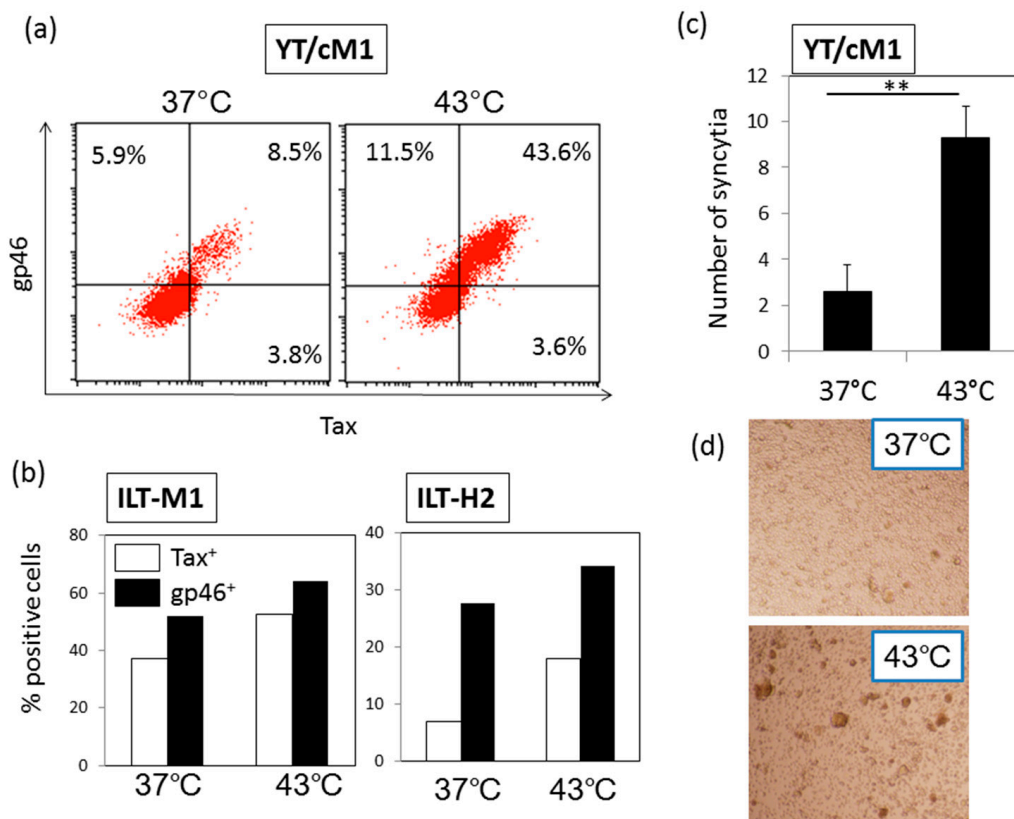 (a)
YT/cM1
37°C
43°C
5.9%
8.5%
3.8%
11.5%
43.6%
3.6%
gp46
Tax
(b)
ILT-M1
80
60
40
20
0
Tax+
gp46+
% positive cells
37℃
43℃
ILT-H2
40
30
20
10
0
37℃
43℃
(c)
YT/cM1
12
10
8
6
4
2
0
**
Number of syncytia
37°C
43°C
(d)
37℃
43℃